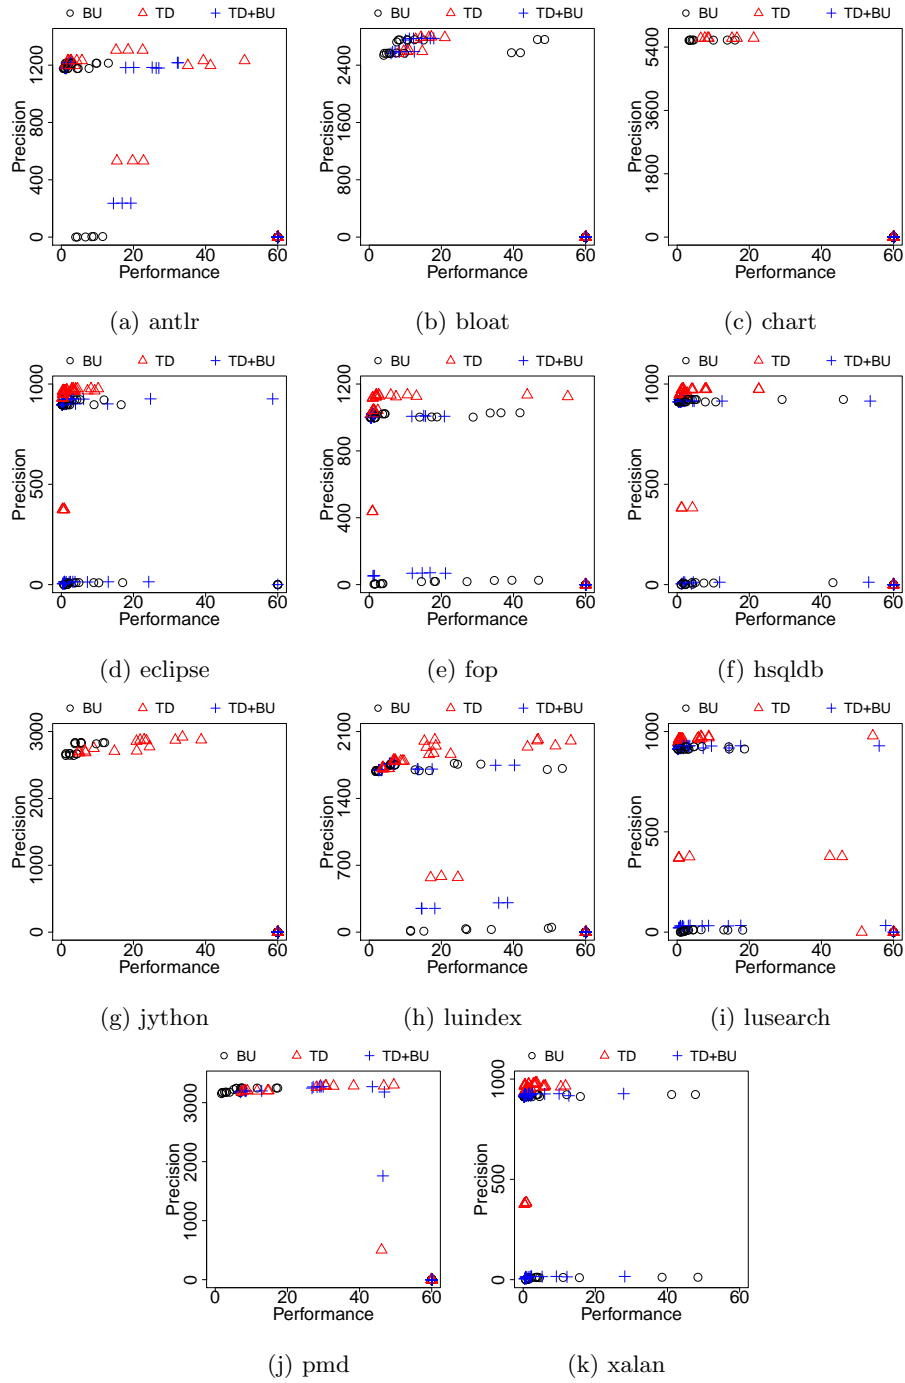 BU TD TD+BU BU TD TD+BU BU TD TD+BU
Precision
0 400 800 1200
0 20 40 60
Performance
Precision
0 800 1600 2400
0 20 40 60
Performance
Precision
0 1800 3600 5400
0 20 40 60
Performance
(a) antlr (b) bloat (c) chart
BU TD TD+BU BU TD TD+BU BU TD TD+BU
Precision
0 500 1000
0 20 40 60
Performance
Precision
0 400 800 1200
0 20 40 60
Performance
Precision
0 500 1000
0 20 40 60
Performance
(d) eclipse (e) fop (f) hsqldb
BU TD TD+BU BU TD TD+BU BU TD TD+BU
Precision
0 1000 2000 3000
0 20 40 60
Performance
Precision
0 700 1400 2100
0 20 40 60
Performance
Precision
0 500 1000
0 20 40 60
Performance
(g) jython (h) luindex (i) lusearch
BU TD TD+BU BU TD TD+BU
Precision
0 1000 2000 3000
0 20 40 60
Performance
Precision
0 500 1000
0 20 40 60
Performance
(j) pmd (k) xalan